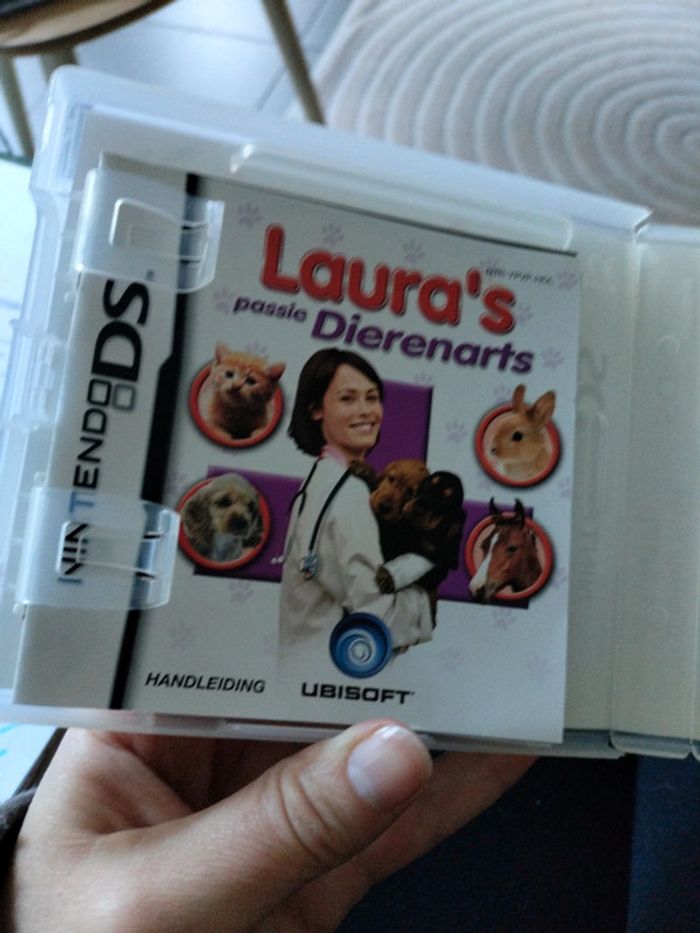 Laura's
passie Dierenarts
NINTENDO DS
HANDLEIDING
UBISOFT